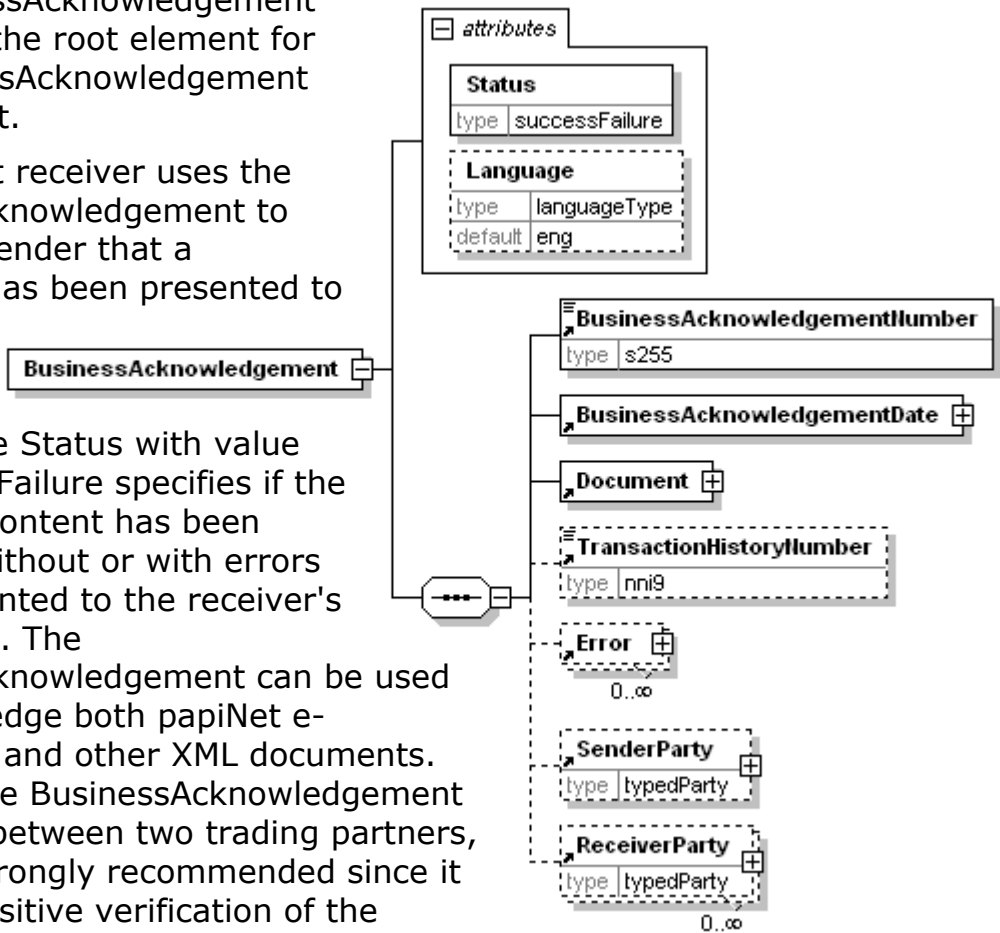 ssAcknowledgement
the root element for
ssAcknowledgement
t.
t receiver uses the
cknowledgement to
ender that a
as been presented to
e Status with value
Failure specifies if the
ontent has been
ithout or with errors
nted to the receiver's
. The
cknowledgement can be used
edge both papiNet e-
and other XML documents.
e BusinessAcknowledgement
between two trading partners,
rongly recommended since it
sitive verification of the
BusinessAcknowledgement
attributes
Status
type successFailure
Language
type languageType
default eng
BusinessAcknowledgementNumber
type s255
BusinessAcknowledgementDate
Document
TransactionHistoryNumber
type nni9
Error
0..∞
SenderParty
type typedParty
ReceiverParty
type typedParty
0..∞